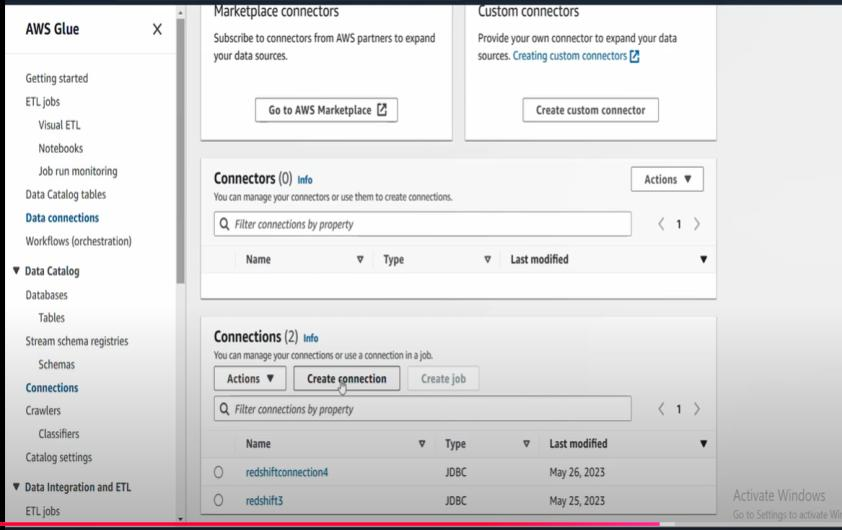 AWS Glue
Getting started
ETL jobs
Visual ETL
Notebooks
Job run monitoring
Data Catalog tables
Data connections
Workflows (orchestration)
Data Catalog
Databases
Tables
Stream schema registries
Schemas
Connections
Crawlers
Classifiers
Catalog settings
Data Integration and ETL
ETL jobs
Marketplace connectors
Subscribe to connectors from AWS partners to expand
your data sources.
Go to AWS Marketplace
Custom connectors
Provide your own connector to expand your data
sources. Creating custom connectors
Create custom connector
Connectors (0) Info
Actions
You can manage your connectors or use them to create connections.
Filter connections by property
1
Name Type Last modified
Connections (2) Info
You can manage your connections or use a connection in a job.
Actions Create connection Create job
Filter connections by property
1
Name Type Last modified
redshiftconnection4 JDBC May 26, 2023
redshift3 JDBC May 25, 2023
Activate Windows
Go to Settings to activate Wi